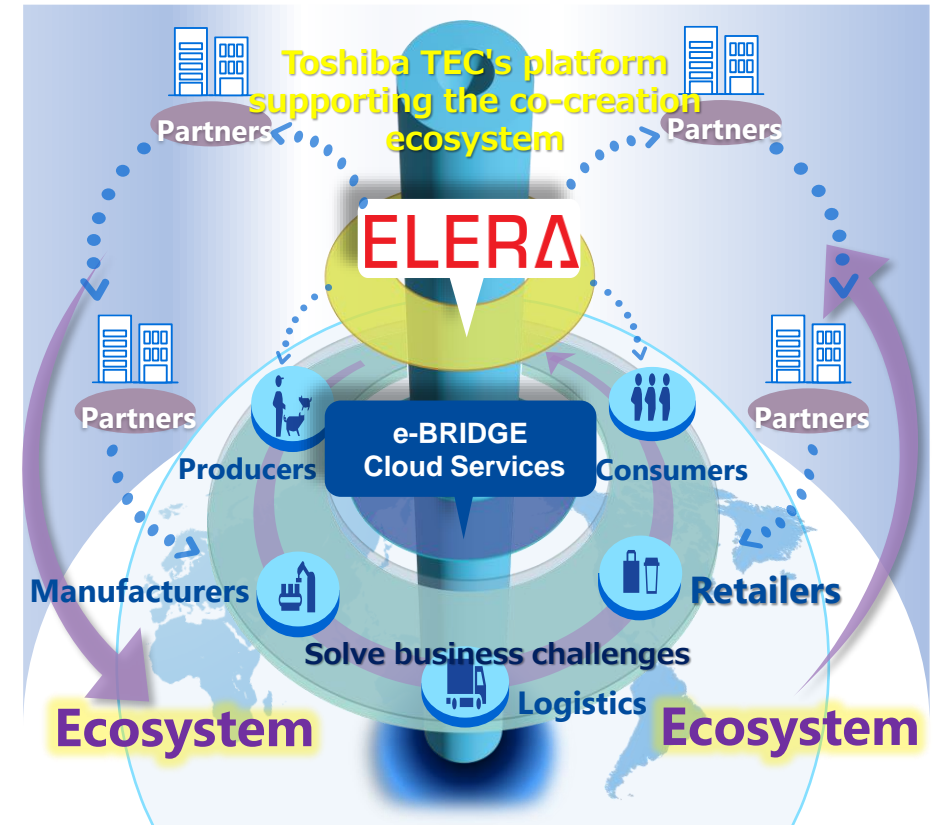 Toshiba TEC's platform
supporting the co-creation
ecosystem
Partners
Partners
ELERA
Partners
Partners
e-BRIDGE
Cloud Services
Producers
Consumers
Manufacturers
Retailers
Solve business challenges
Logistics
Ecosystem
Ecosystem